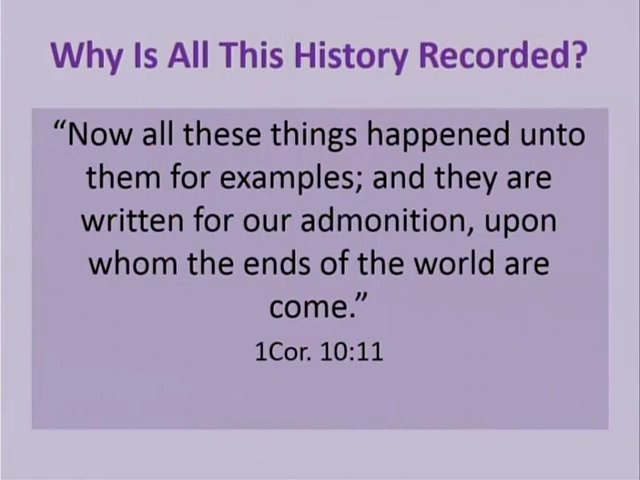 Why Is All This History Recorded?
“Now all these things happened unto
them for examples; and they are
written for our admonition, upon
whom the ends of the world are
come.”
1Cor. 10:11